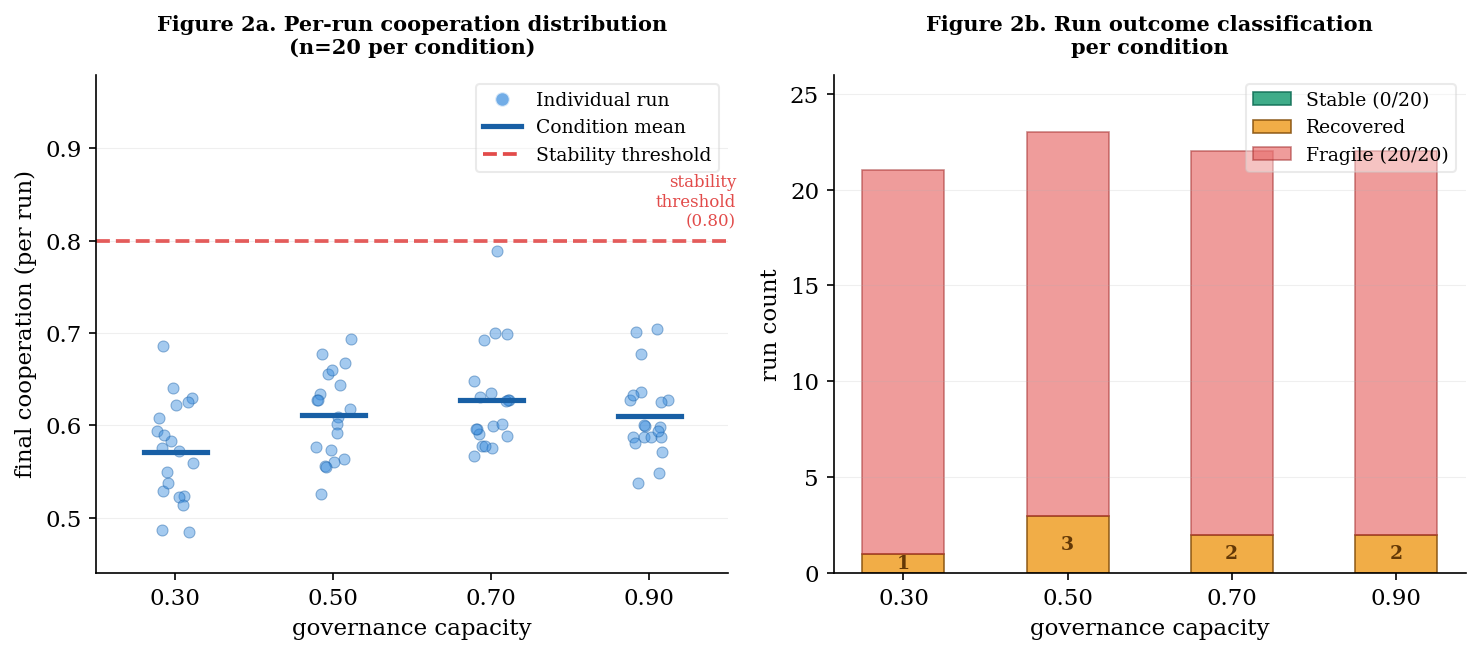 Figure 2a. Per-run cooperation distribution
(n=20 per condition)
Individual run
Condition mean
Stability threshold
stability
threshold
(0.80)
final cooperation (per run)
0.9
0.8
0.7
0.6
0.5
0.30 0.50 0.70 0.90
governance capacity
Figure 2b. Run outcome classification
per condition
Stable (0/20)
Recovered
Fragile (20/20)
run count
25
20
15
10
5
0
1 3 2 2
0.30 0.50 0.70 0.90
governance capacity